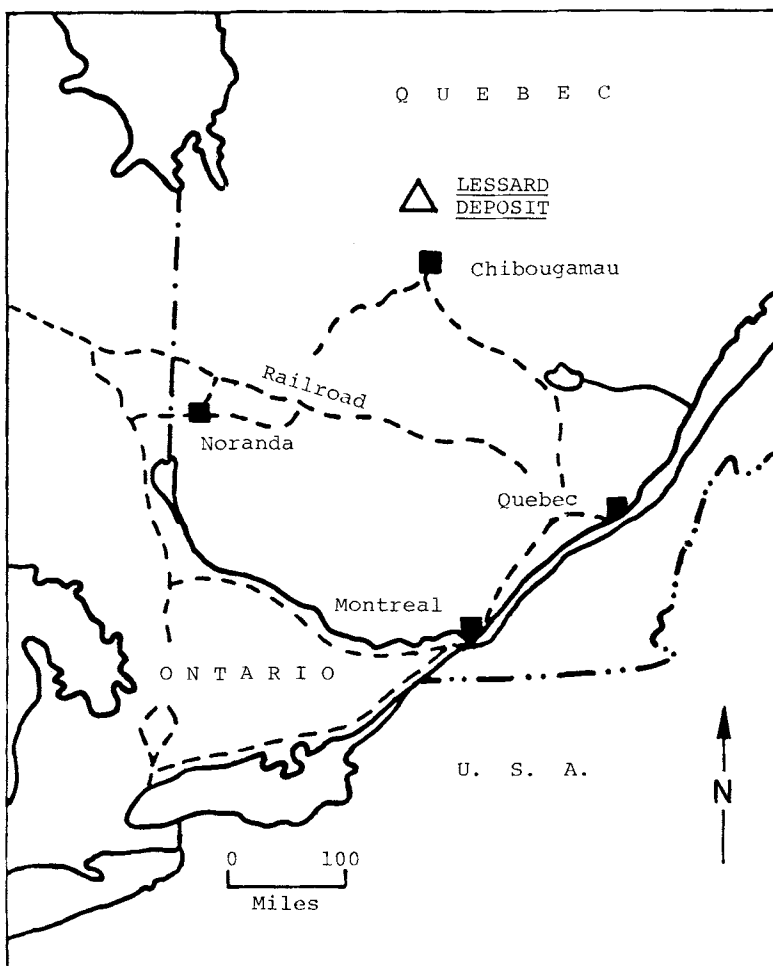 Q U E B E C
LESSARD
DEPOSIT
Chibougamau
Railroad
Noranda
Quebec
Montreal
O N T A R I O
U. S. A.
N
0 100
Miles